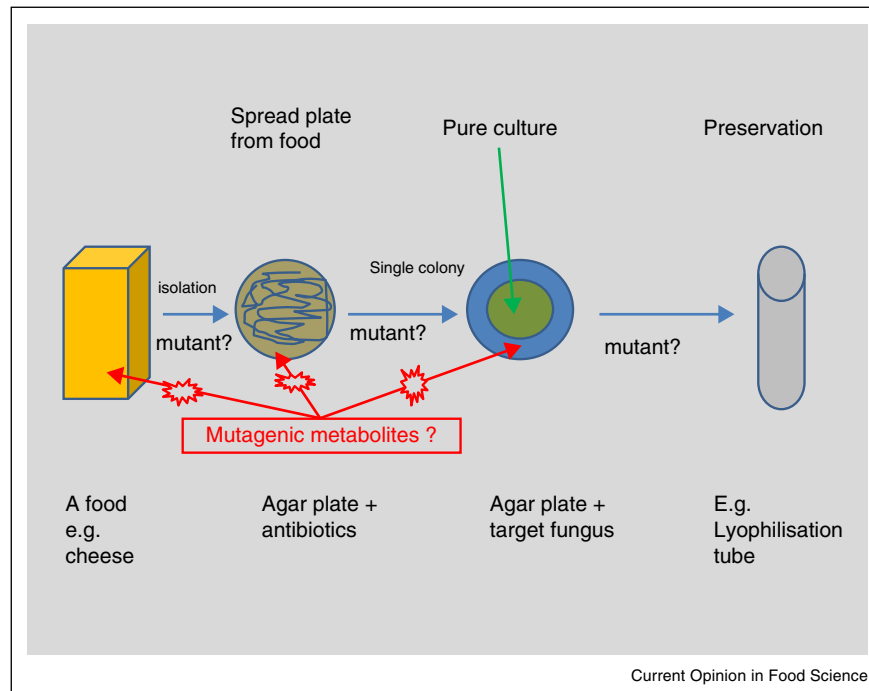 Spread plate
from food
Pure culture
Preservation
isolation
Single colony
mutant?
mutant?
mutant?
Mutagenic metabolites ?
A food
e.g.
cheese
Agar plate +
antibiotics
Agar plate +
target fungus
E.g.
Lyophilisation
tube
Current Opinion in Food Science